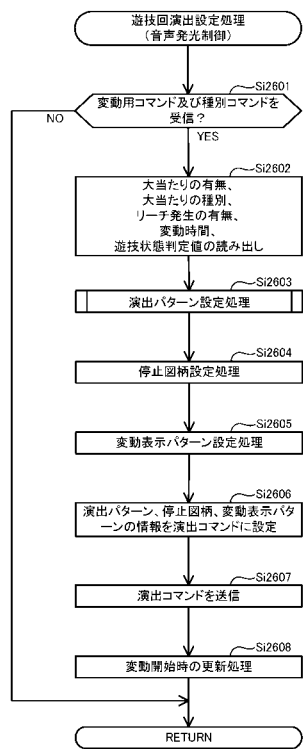 遊技回演出設定処理
(音声発光制御)
Si2601
変動用コマンド及び種別コマンドを
受信？
NO
YES
Si2602
大当たりの有無、
大当たりの種別、
リーチ発生の有無、
変動時間、
遊技状態判定値の読み出し
Si2603
演出パターン設定処理
Si2604
停止図柄設定処理
Si2605
変動表示パターン設定処理
Si2606
演出パターン、停止図柄、変動表示パ
ターンの情報を演出コマンドに設定
Si2607
演出コマンドを送信
Si2608
変動開始時の更新処理
RETURN